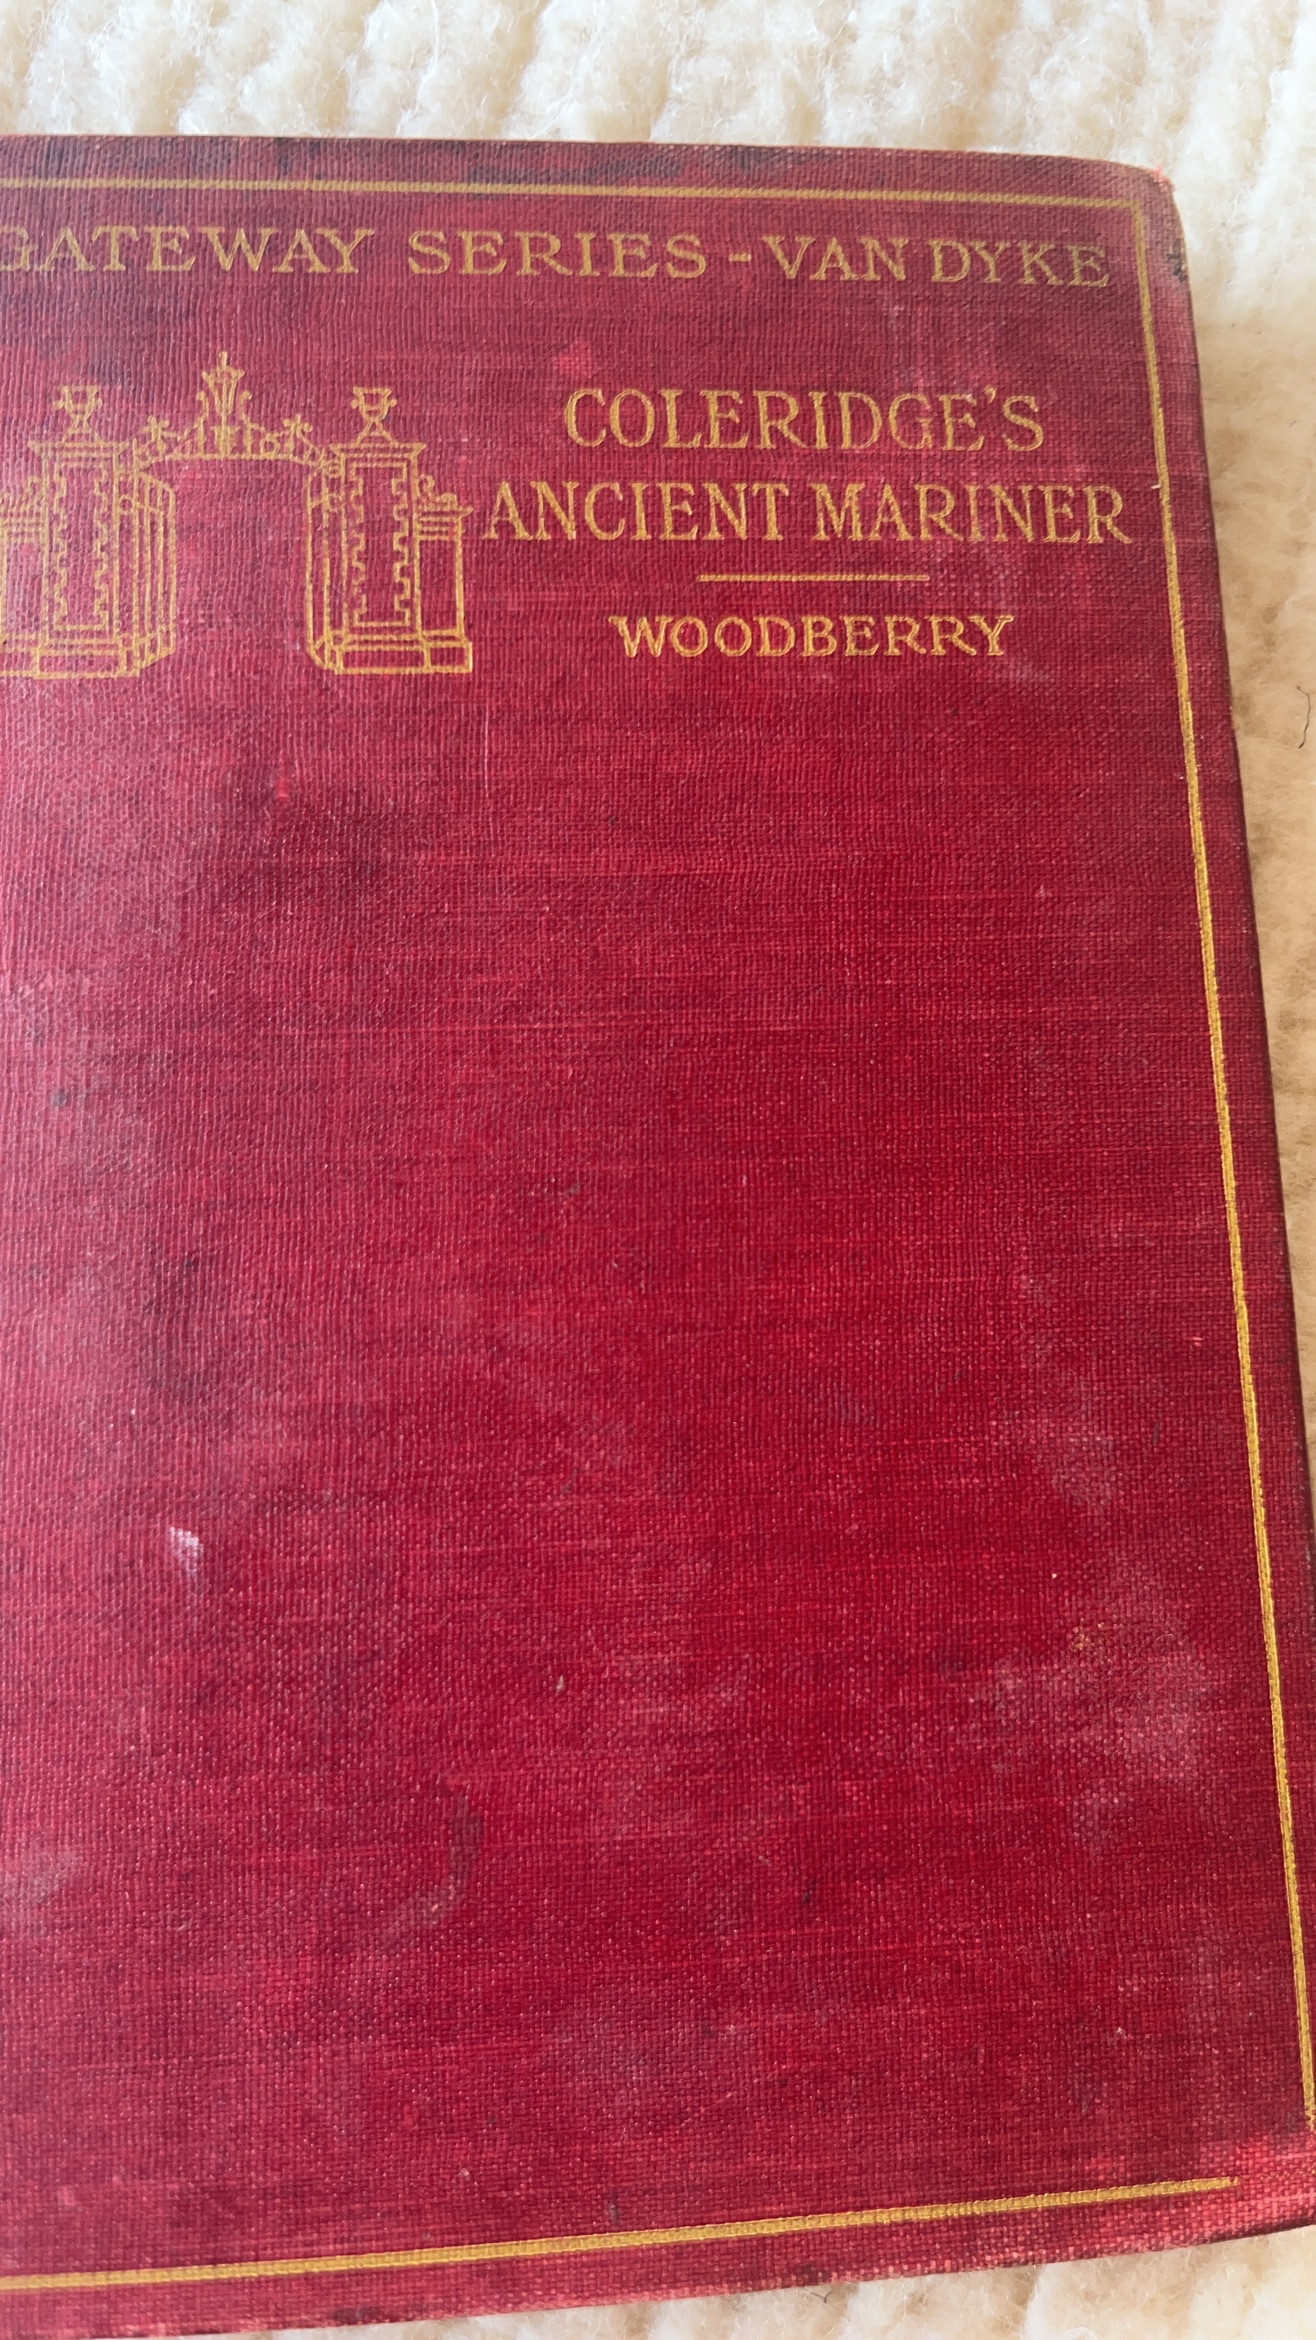 GATEWAY SERIES - VAN DYKE
COLERIDGE'S
ANCIENT MARINER
WOODBERRY